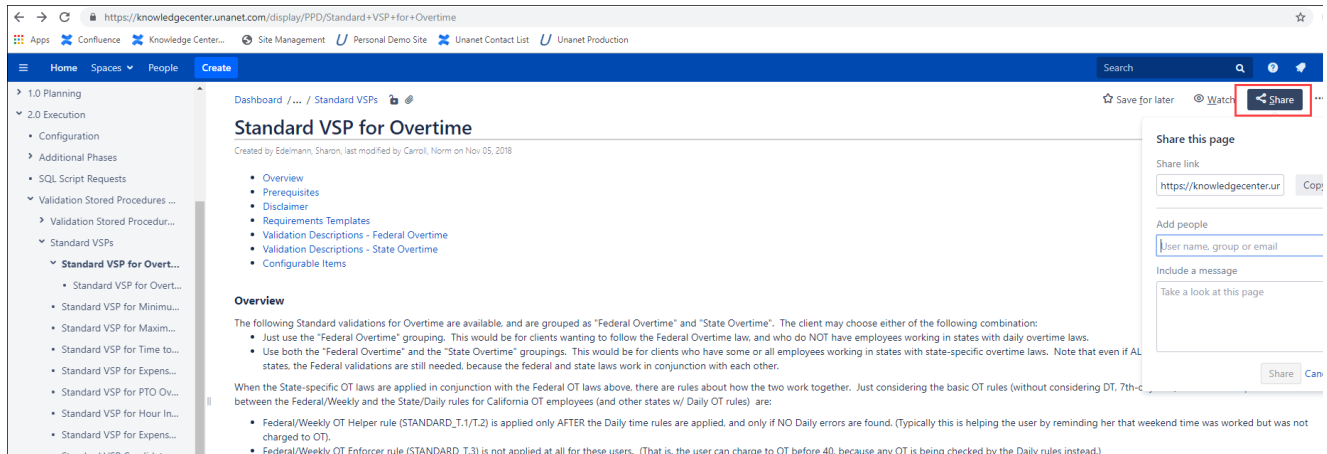 https://knowledgecenter.unanet.com/display/PPD/Standard+VSP+for+Overtime
Apps Confluence Knowledge Center... Site Management Personal Demo Site Unanet Contact List Unanet Production
Home Spaces People Create Search
1.0 Planning
2.0 Execution
Configuration
Additional Phases
SQL Script Requests
Validation Stored Procedures ...
Validation Stored Procedur...
Standard VSPs
Standard VSP for Overt...
Standard VSP for Overt...
Standard VSP for Minimu...
Standard VSP for Maxim...
Standard VSP for Time to...
Standard VSP for Expens...
Standard VSP for PTO Ov...
Standard VSP for Hour In...
Standard VSP for Expens...
Dashboard /... / Standard VSPs
Save for later Watch Share ...
Standard VSP for Overtime
Created by Edelmann, Sharon, last modified by Carroll, Norm on Nov 05, 2018
• Overview
• Prerequisites
• Disclaimer
• Requirements Templates
• Validation Descriptions - Federal Overtime
• Validation Descriptions - State Overtime
• Configurable Items
Overview
The following Standard validations for Overtime are available, and are grouped as "Federal Overtime" and "State Overtime". The client may choose either of the following combination:
• Just use the "Federal Overtime" grouping. This would be for clients wanting to follow the Federal Overtime law, and who do NOT have employees working in states with daily overtime laws.
• Use both the "Federal Overtime" and the "State Overtime" groupings. This would be for clients who have some or all employees working in states with state-specific overtime laws. Note that even if AL
states, the Federal validations are still needed, because the federal and state laws work in conjunction with each other.
When the State-specific OT laws are applied in conjunction with the Federal OT laws above, there are rules about how the two work together. Just considering the basic OT rules (without considering DT, 7th-
between the Federal/Weekly and the State/Daily rules for California OT employees (and other states w/ Daily OT rules) are:
• Federal/Weekly OT Helper rule (STANDARD_T.1/T.2) is applied only AFTER the Daily time rules are applied, and only if NO Daily errors are found. (Typically this is helping the user by reminding her that weekend time was worked but was not
charged to OT).
• Federal/Weekly OT Enforcer rule (STANDARD_T.3) is not applied at all for these users. (That is, the user can charge to OT before 40, because any OT is being checked by the Daily rules instead.)
Share this page
Share link
https://knowledgecenter.ur Copy
Add people
User name, group or email
Include a message
Take a look at this page
Share Canc